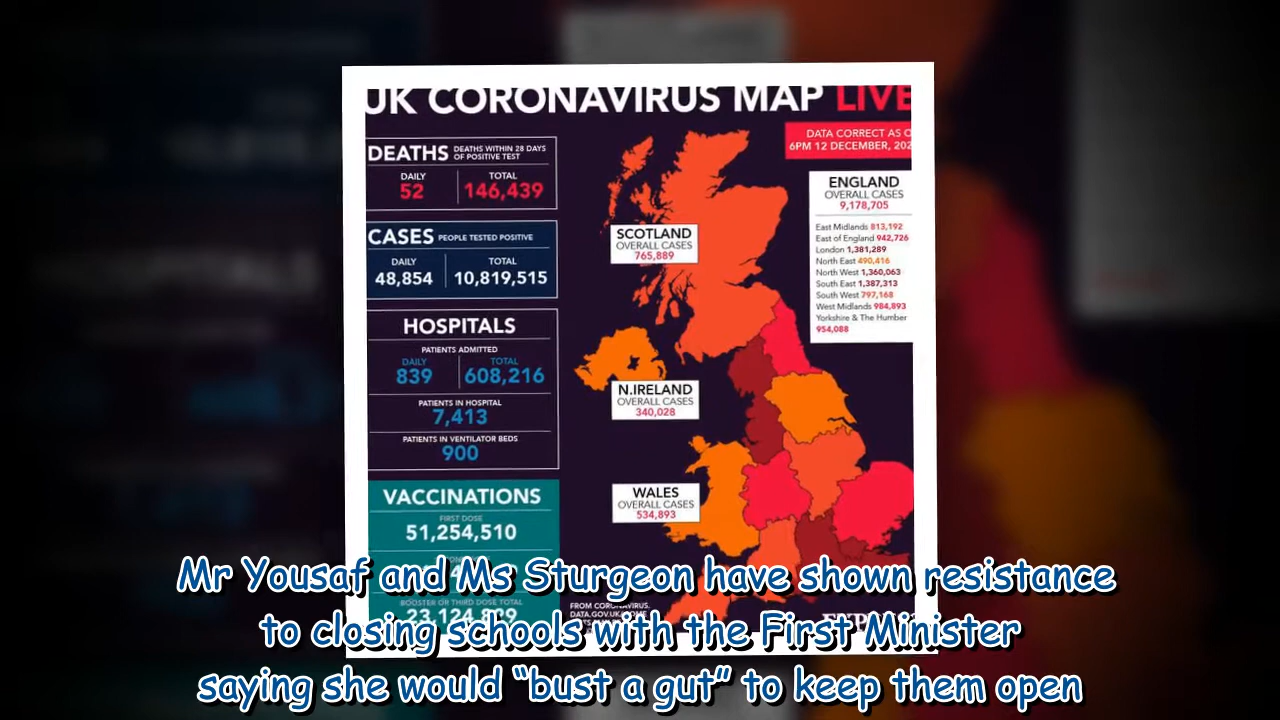 UK CORONAVIRUS MAP LIVE
DATA CORRECT AS O
6PM 12 DECEMBER, 202
DEATHS DEATHS WITHIN 28 DAYS
OF POSITIVE TEST
DAILY TOTAL
52 146,439
CASES PEOPLE TESTED POSITIVE
DAILY TOTAL
48,854 10,819,515
HOSPITALS
PATIENTS ADMITTED
DAILY TOTAL
839 608,216
PATIENTS IN HOSPITAL
7,413
PATIENTS IN VENTILATOR BEDS
900
VACCINATIONS
FIRST DOSE
51,254,510
BOOSTER OR THIRD DOSE TOTAL
SCOTLAND
OVERALL CASES
765,889
N.IRELAND
OVERALL CASES
340,028
WALES
OVERALL CASES
534,893
ENGLAND
OVERALL CASES
9,178,705
East Midlands 813,192
East of England 942,726
London 1,381,289
North East 490,416
North West 1,360,063
South East 1,387,313
South West 797,168
West Midlands 984,893
Yorkshire & The Humber
954,088
FROM CORONAVIRUS.
Mr Yousaf and Ms Sturgeon have shown resistance
to closing schools with the First Minister
saying she would “bust a gut” to keep them open